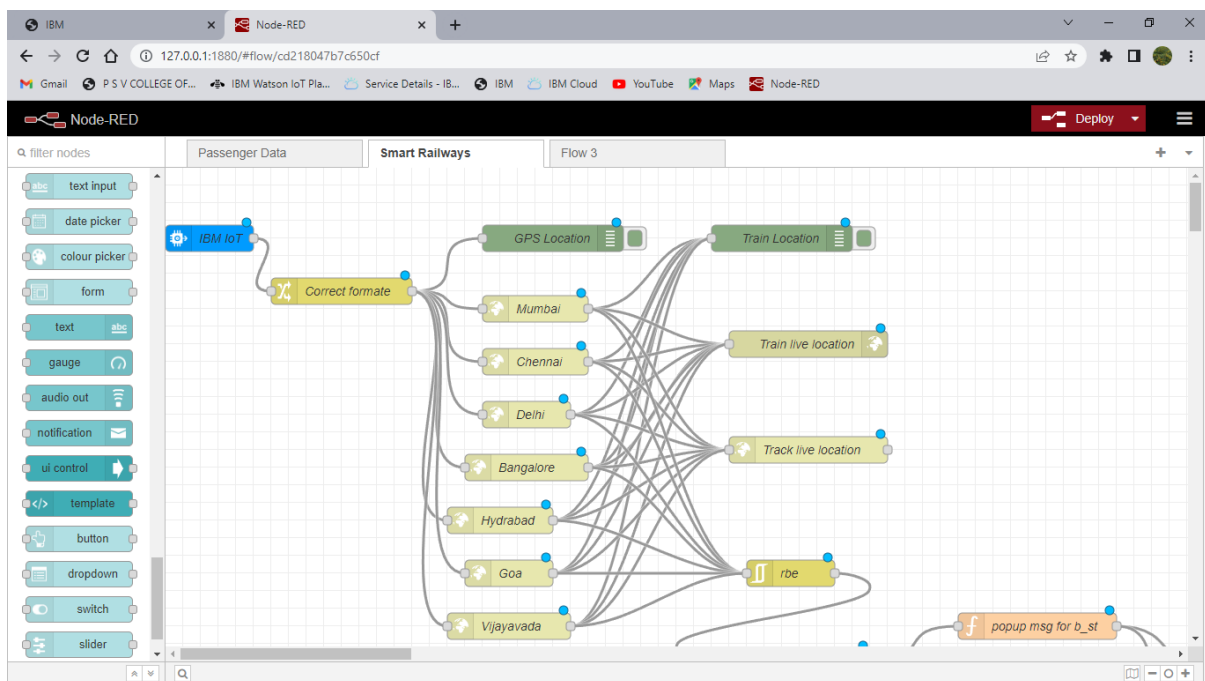 IBM
Node-RED
127.0.0.1:1880/#flow/cd218047b7c650cf
Gmail P S V COLLEGE OF... IBM Watson IoT Pla... Service Details - IB... IBM IBM Cloud YouTube Maps Node-RED
Node-RED Deploy
filter nodes Passenger Data Smart Railways Flow 3
abc text input
date picker
colour picker
form
text abc
gauge
audio out
notification
ui control
</> template
button
dropdown
switch
slider
IBM IoT GPS Location Train Location
Correct formate
Mumbai
Train live location
Chennai
Delhi
Track live location
Bangalore
Hydrabad
Goa rbe
Vijayavada popup msg for b_st
f